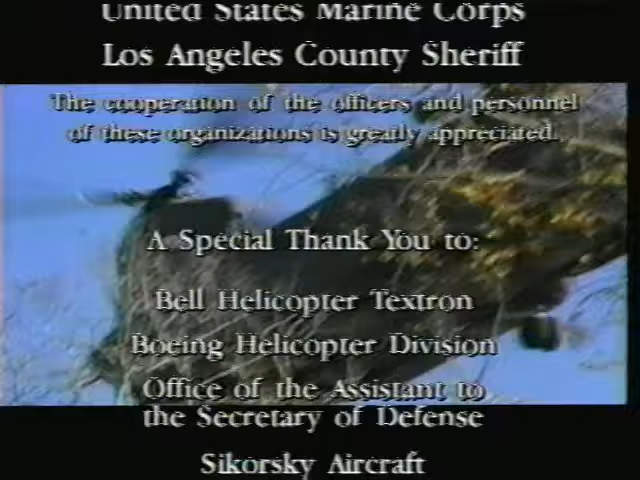 United States Marine Corps
Los Angeles County Sheriff
The cooperation of the officers and personnel
of these organizations is greatly appreciated.
A Special Thank You to:
Bell Helicopter Textron
Boeing Helicopter Division
Office of the Assistant to
the Secretary of Defense
Sikorsky Aircraft